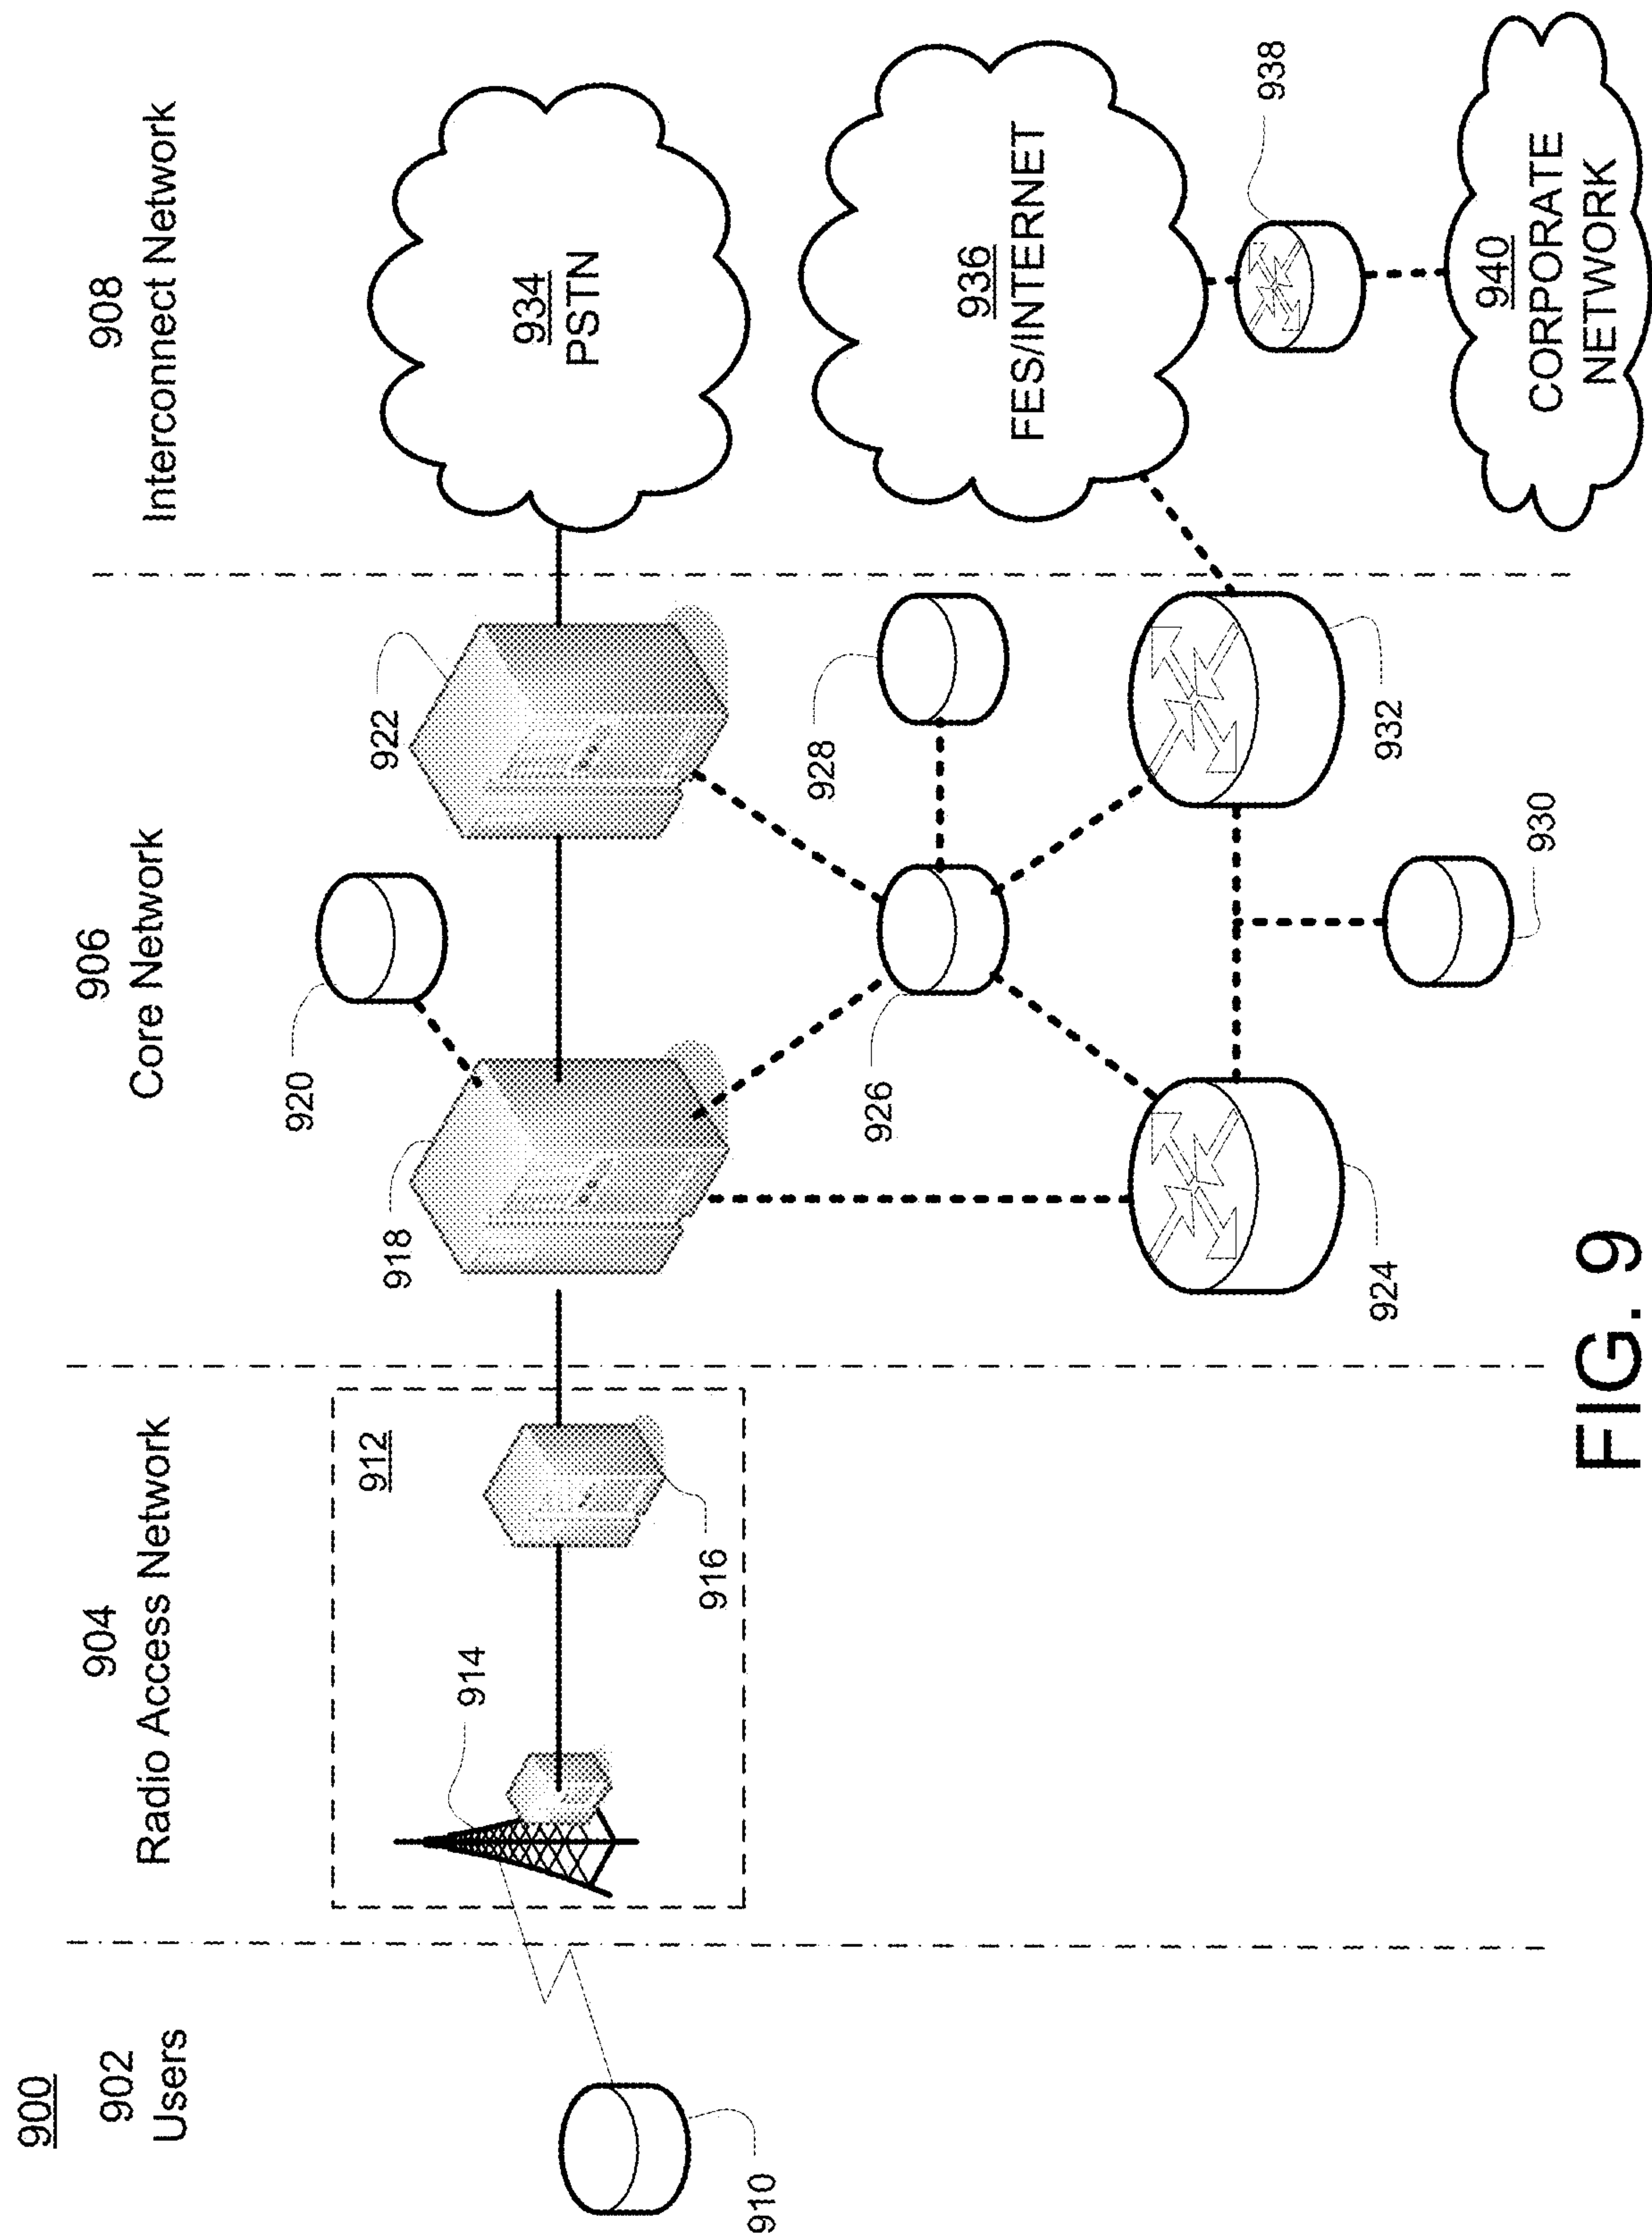 900
902
Users
904
Radio Access Network
906
Core Network
908
Interconnect Network
910
912
914
916
918
920
922
924
926
928
930
932
934
PSTN
936
FES/INTERNET
938
940
CORPORATE
NETWORK
FIG. 9